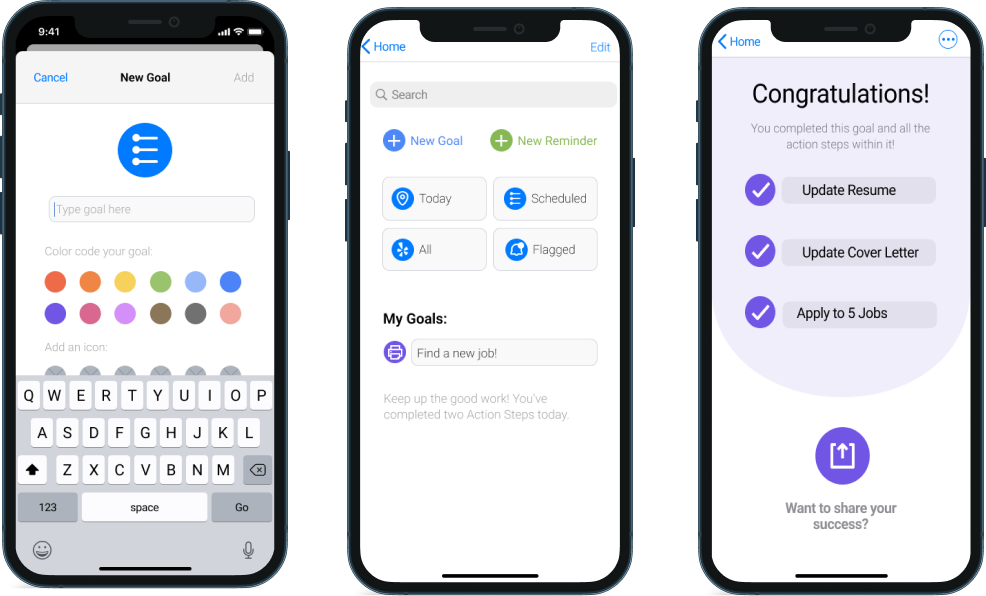 9:41
Cancel New Goal Add
Type goal here
Color code your goal:
Add an icon:
Q W E R T Y U I O P
A S D F G H J K L
Z X C V B N M
123 space Go
Home Edit
Search
New Goal New Reminder
Today Scheduled
All Flagged
My Goals:
Find a new job!
Keep up the good work! You've
completed two Action Steps today.
Home
Congratulations!
You completed this goal and all the
action steps within it!
Update Resume
Update Cover Letter
Apply to 5 Jobs
Want to share your
success?